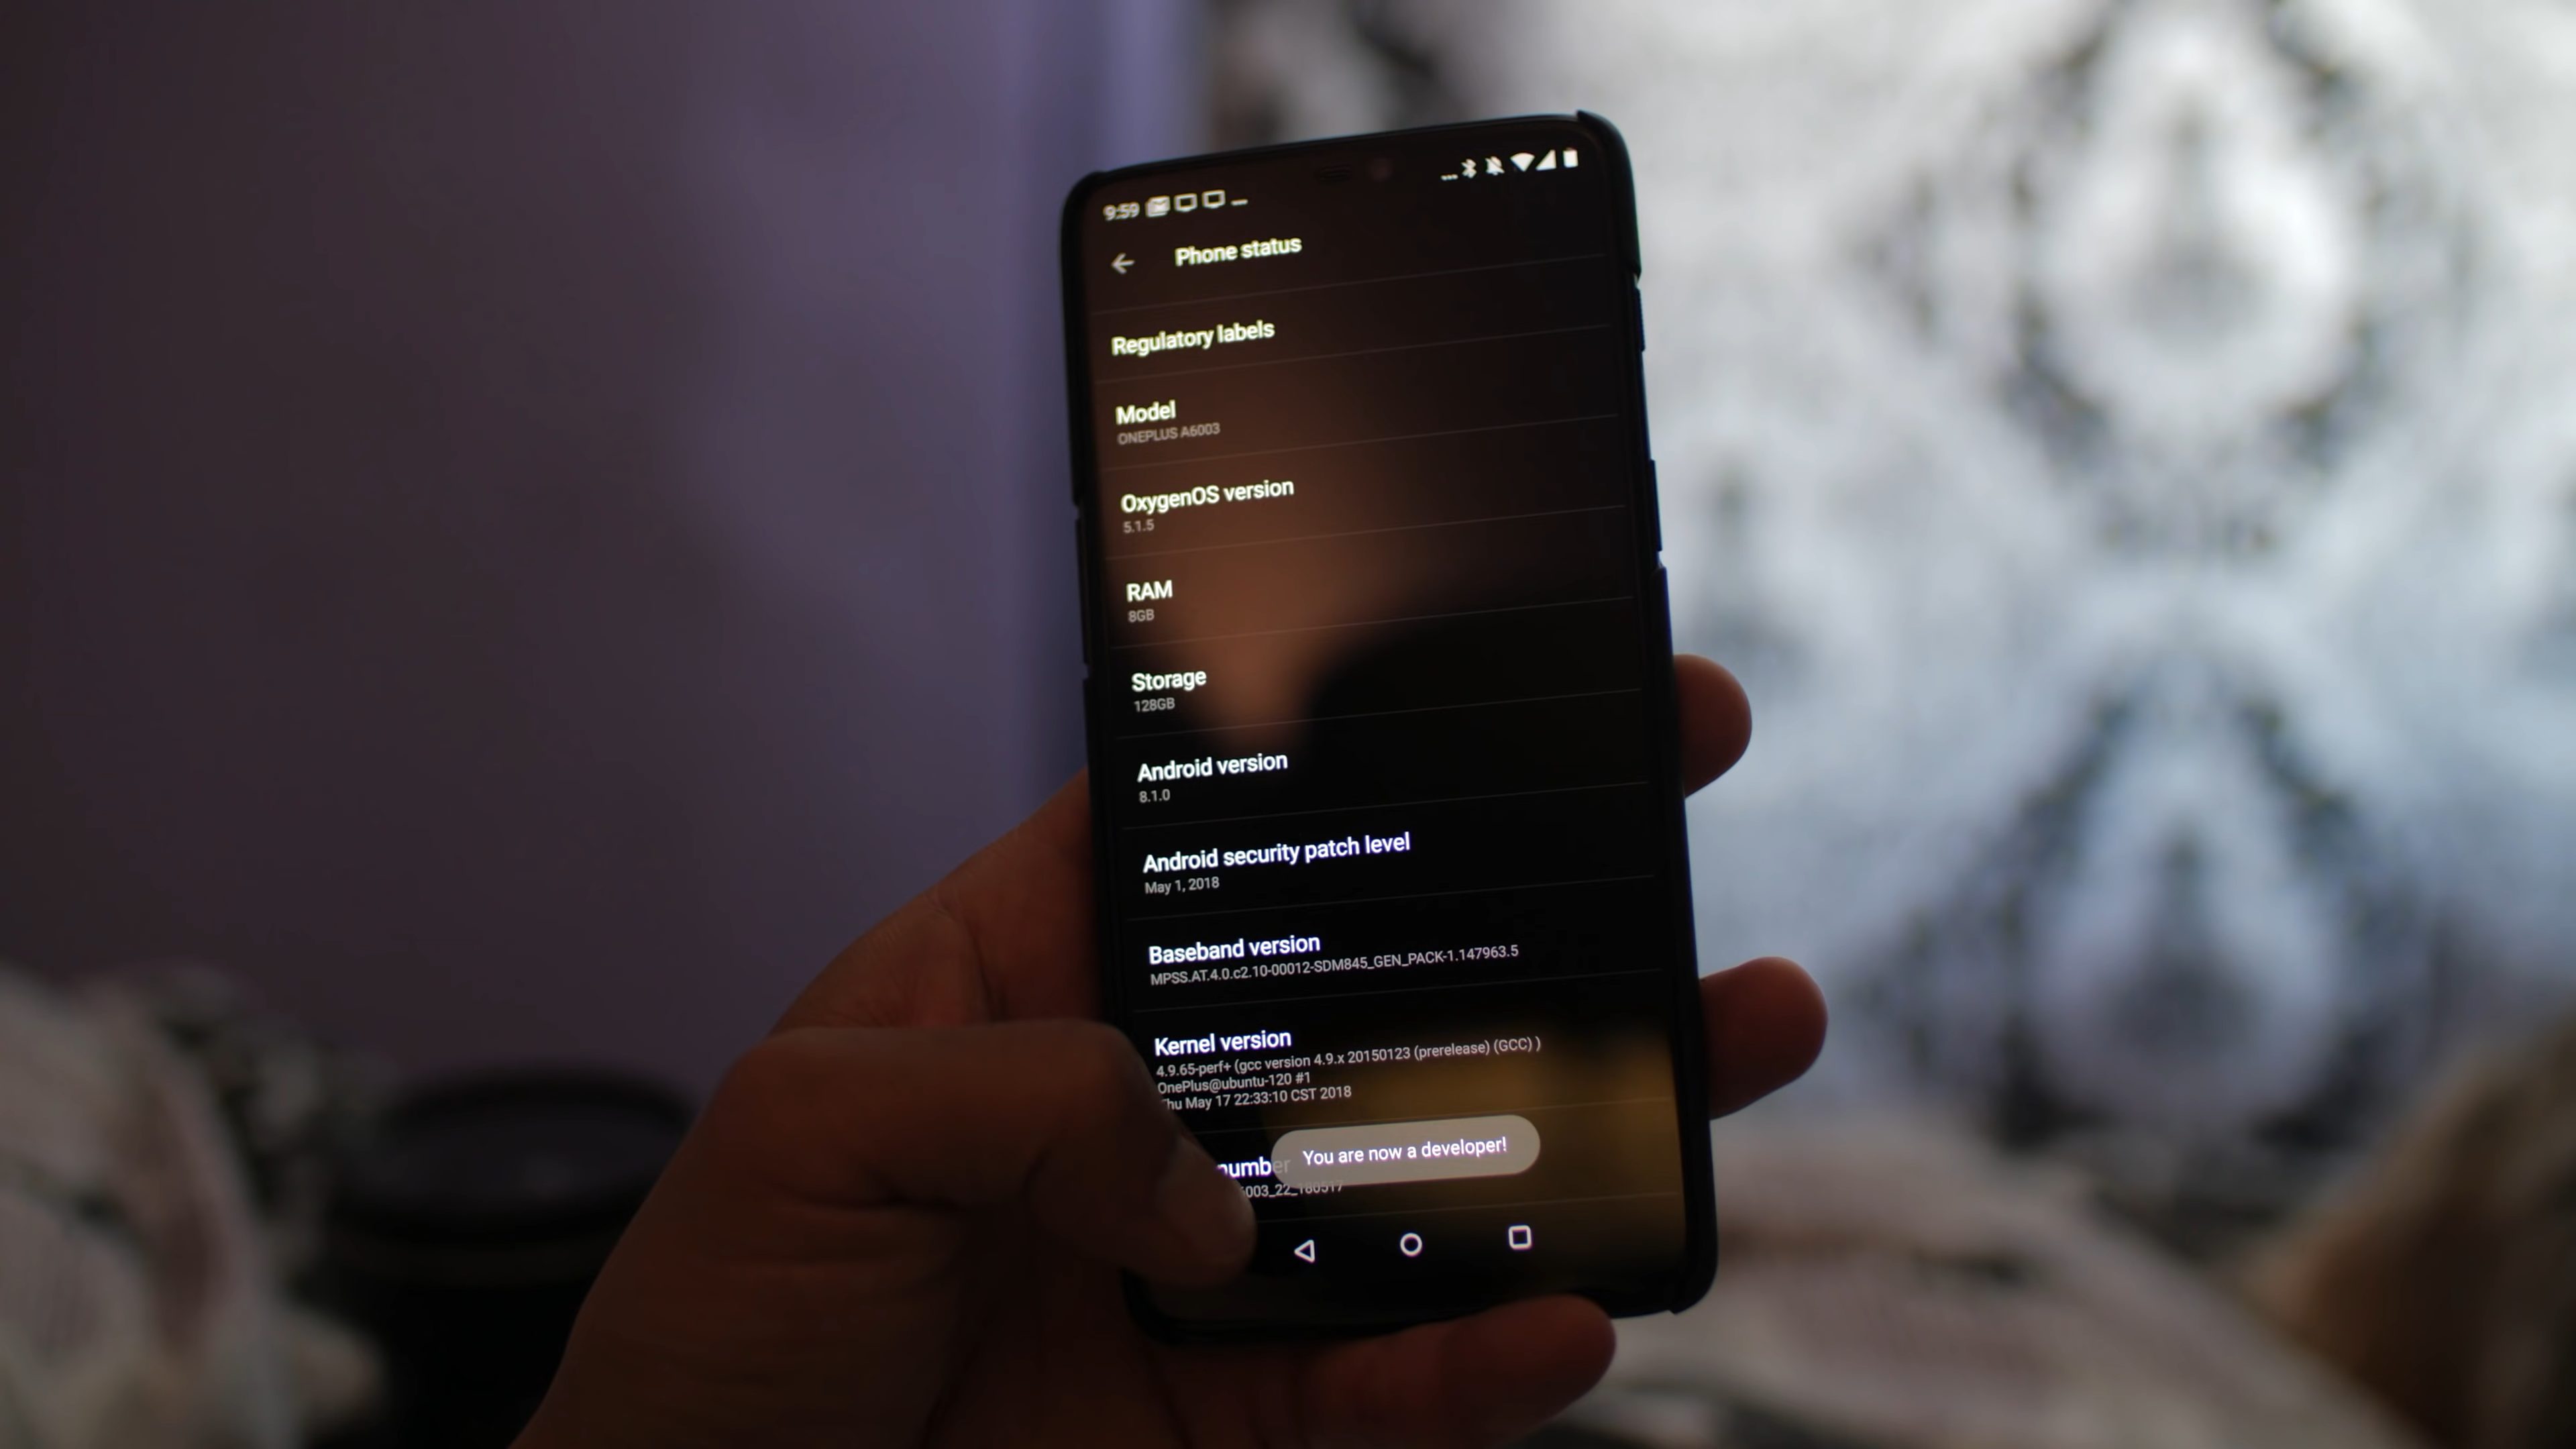 9:59
Phone status
Regulatory labels
Model
ONEPLUS A6003
OxygenOS version
5.1.5
RAM
8GB
Storage
128GB
Android version
8.1.0
Android security patch level
May 1, 2018
Baseband version
MPSS.AT.4.0.c2.10-00012-SDM845_GEN_PACK-1.147963.5
Kernel version
4.9.65-perf+ (gcc version 4.9.x 20150123 (prerelease) (GCC) )
OnePlus@ubuntu-120 #1
Thu May 17 22:33:10 CST 2018
number
003_22_180517
You are now a developer!